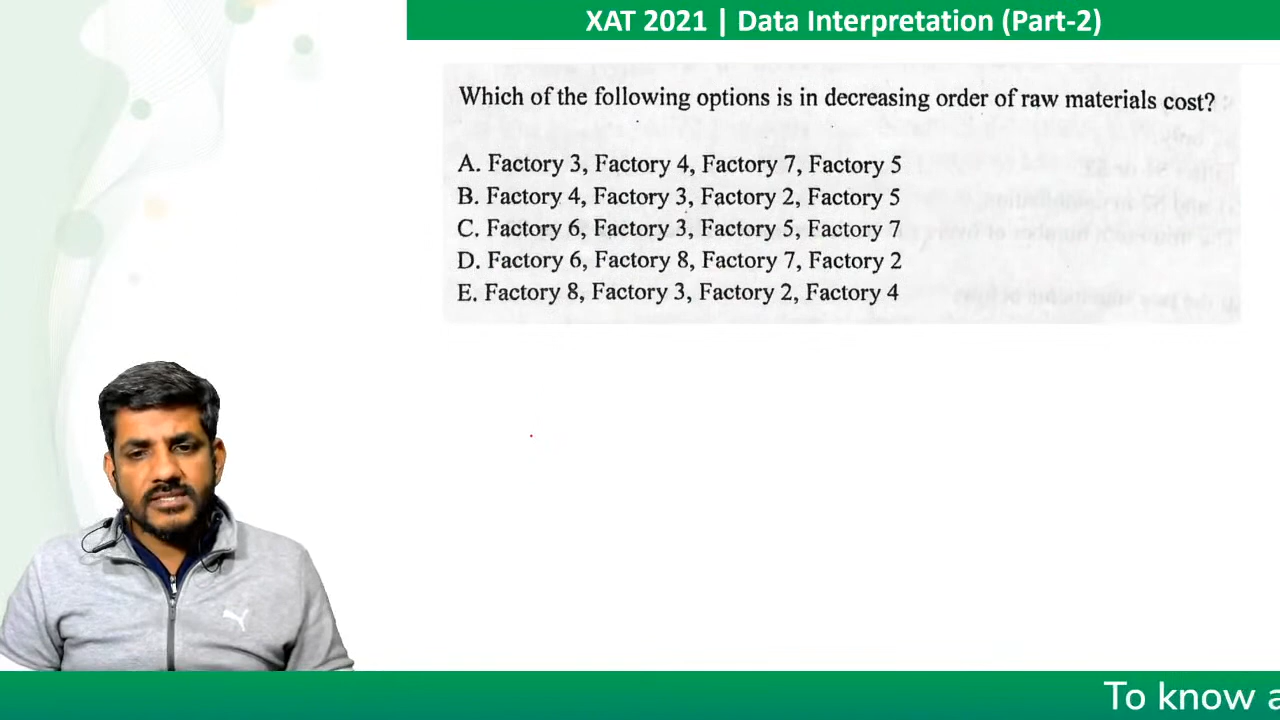 XAT 2021 | Data Interpretation (Part-2)
Which of the following options is in decreasing order of raw materials cost?
A. Factory 3, Factory 4, Factory 7, Factory 5
B. Factory 4, Factory 3, Factory 2, Factory 5
C. Factory 6, Factory 3, Factory 5, Factory 7
D. Factory 6, Factory 8, Factory 7, Factory 2
E. Factory 8, Factory 3, Factory 2, Factory 4
To know a